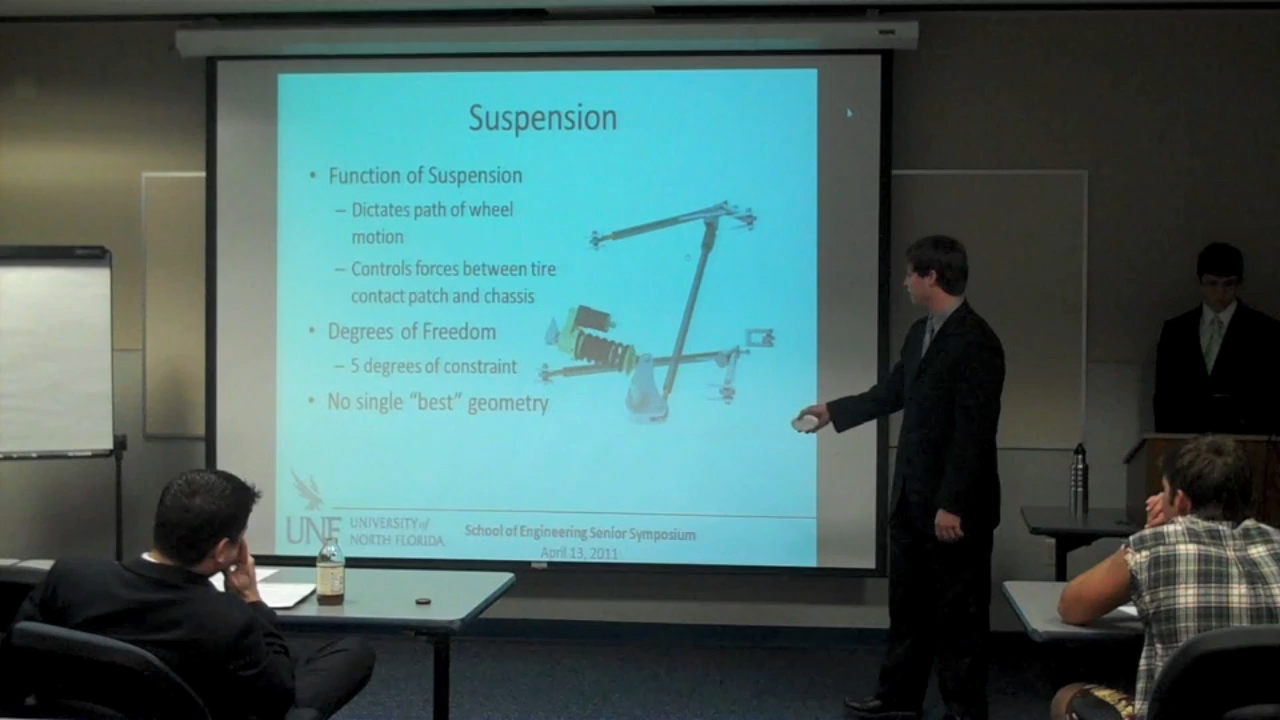 Suspension
• Function of Suspension
– Dictates path of wheel
motion
– Controls forces between tire
contact patch and chassis
• Degrees of Freedom
– 5 degrees of constraint
• No single “best” geometry
UNF
UNIVERSITY of
NORTH FLORIDA
School of Engineering Senior Symposium
April 13, 2011